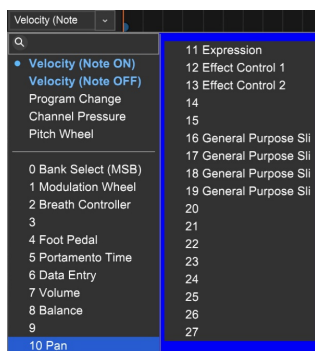 Velocity (Note
Velocity (Note ON)
Velocity (Note OFF)
Program Change
Channel Pressure
Pitch Wheel
0 Bank Select (MSB)
1 Modulation Wheel
2 Breath Controller
3
4 Foot Pedal
5 Portamento Time
6 Data Entry
7 Volume
8 Balance
9
10 Pan
11 Expression
12 Effect Control 1
13 Effect Control 2
14
15
16 General Purpose Sli
17 General Purpose Sli
18 General Purpose Sli
19 General Purpose Sli
20
21
22
23
24
25
26
27